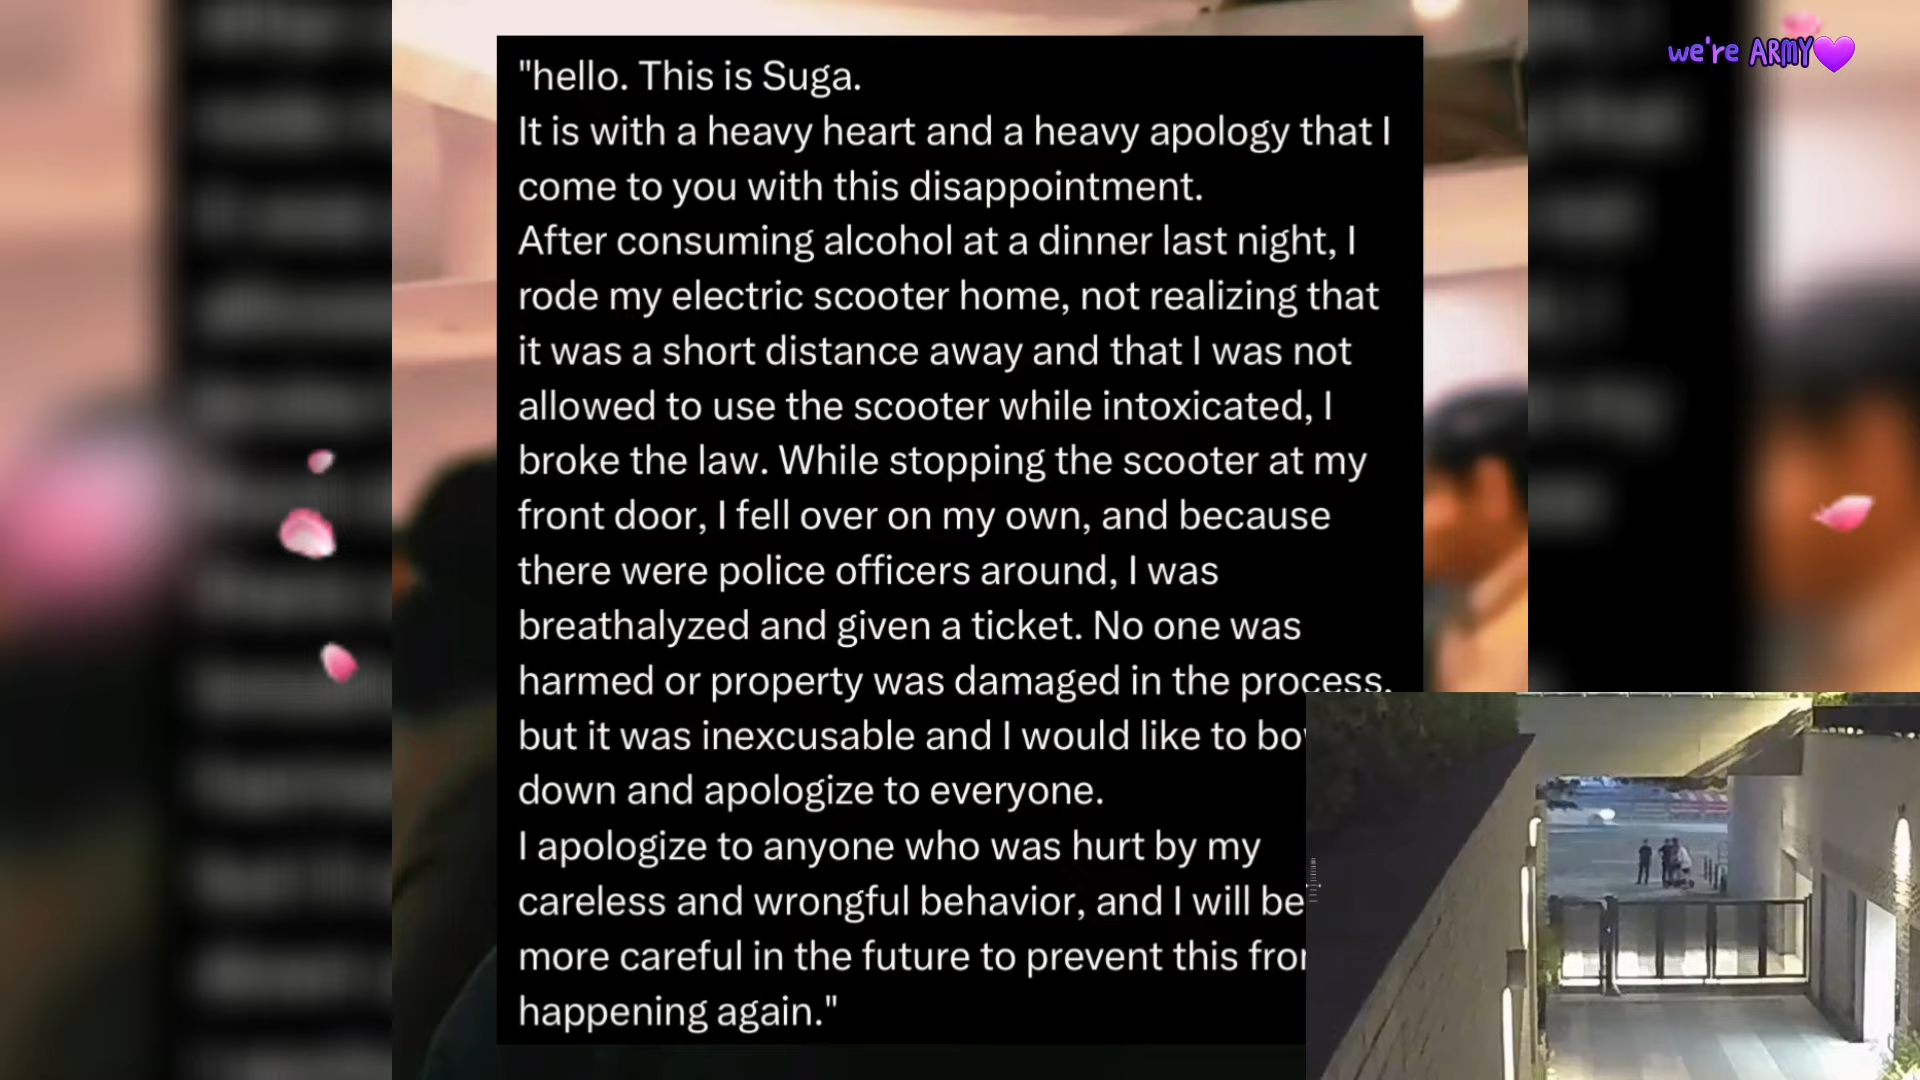 we're ARMY💜
"hello. This is Suga.
It is with a heavy heart and a heavy apology that I
come to you with this disappointment.
After consuming alcohol at a dinner last night, I
rode my electric scooter home, not realizing that
it was a short distance away and that I was not
allowed to use the scooter while intoxicated, I
broke the law. While stopping the scooter at my
front door, I fell over on my own, and because
there were police officers around, I was
breathalyzed and given a ticket. No one was
harmed or property was damaged in the process,
but it was inexcusable and I would like to
down and apologize to everyone.
I apologize to anyone who was hurt by my
careless and wrongful behavior, and I will be
more careful in the future to prevent this
happening again."